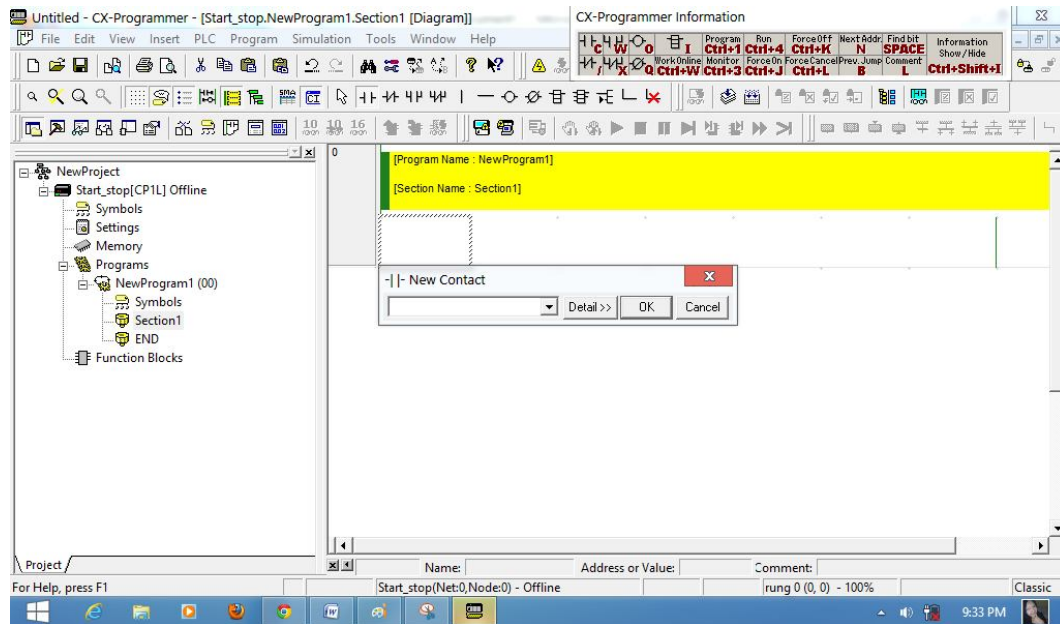 Untitled - CX-Programmer - [Start_stop.NewProgram1.Section1 [Diagram]]
CX-Programmer Information
File Edit View Insert PLC Program Simulation Tools Window Help
C W O I Program Ctrl+1 Run Ctrl+4 ForceOff Ctrl+K Next Addr. N Find bit SPACE Information Show/Hide Ctrl+Shift+I
/ X Q Work Online Ctrl+W Monitor Ctrl+3 Force On Ctrl+J Force Cancel Ctrl+L Prev. Jump B Comment L
10 10 16
NewProject
Start_stop[CP1L] Offline
Symbols
Settings
Memory
Programs
NewProgram1 (00)
Symbols
Section1
END
Function Blocks
0
[Program Name : NewProgram1]
[Section Name : Section1]
-| |- New Contact
Detail >> OK Cancel
Project
Name: Address or Value: Comment:
For Help, press F1 Start_stop(Net:0,Node:0) - Offline rung 0 (0, 0) - 100% Classic
9:33 PM